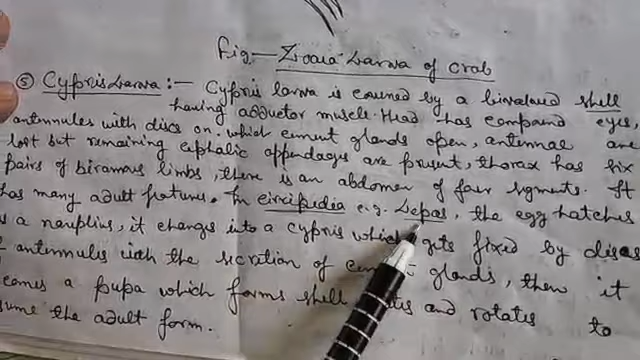 Fig:— Zoaea Larva of Crab
⑤ Cypris Larva :— Cypris larva is covered by a bivalved shell
having adductor muscle. Head has compound eyes,
antennules with discs on which cement glands open, antennae are
lost but remaining cephalic appendages are present, thorax has six
pairs of biramous limbs, there is an abdomen of four segments. It
has many adult features. In cirripidia e.g. Lepas, the egg hatches
s a nauplius, it changes into a cypris which gets fixed by discs
f antennules with the secretion of glands, then it
comes a pupa which forms shell and rotates to
sume the adult form.